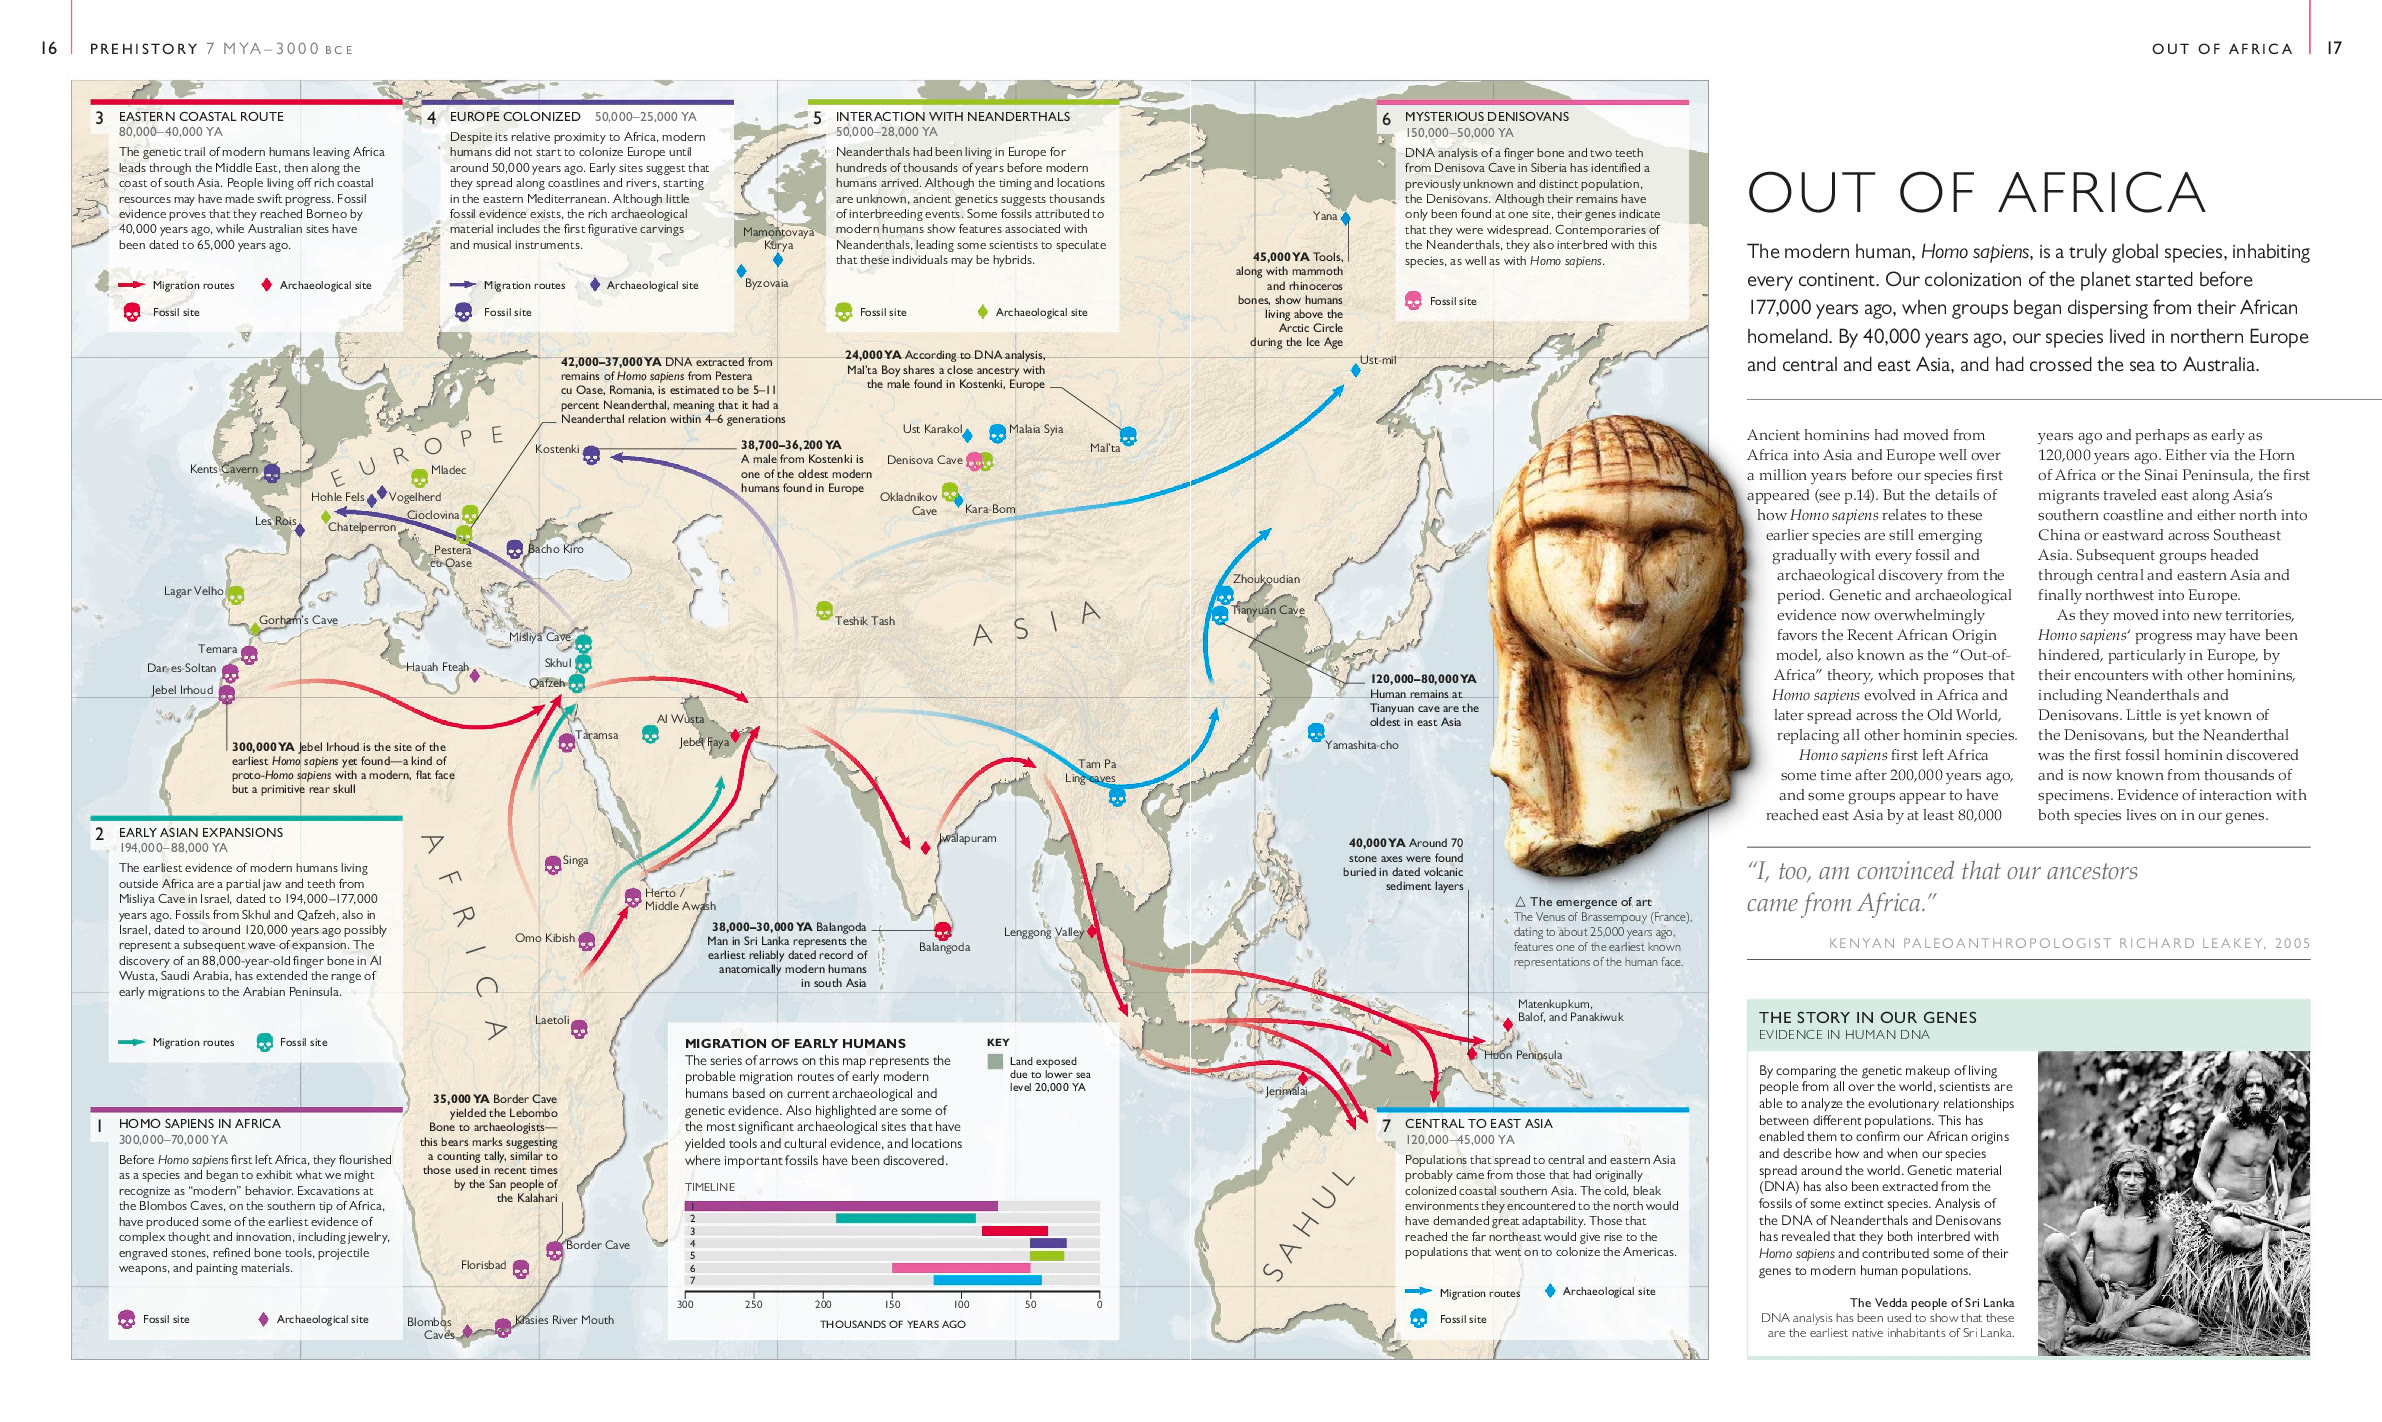 16
PREHISTORY 7 MYA–3000 BCE
OUT OF AFRICA
17
3 EASTERN COASTAL ROUTE
80,000–40,000 YA
The genetic trail of modern humans leaving Africa
leads through the Middle East, then along the
coast of south Asia. People living off rich coastal
resources may have made swift progress. Fossil
evidence proves that they reached Borneo by
40,000 years ago, while Australian sites have
been dated to 65,000 years ago.
Migration routes
Archaeological site
Fossil site
4 EUROPE COLONIZED 50,000–25,000 YA
Despite its relative proximity to Africa, modern
humans did not start to colonize Europe until
around 50,000 years ago. Early sites suggest that
they spread along coastlines and rivers, starting
in the eastern Mediterranean. Although little
fossil evidence exists, the rich archaeological
material includes the first figurative carvings
and musical instruments.
Migration routes
Archaeological site
Fossil site
5 INTERACTION WITH NEANDERTHALS
50,000–28,000 YA
Neanderthals had been living in Europe for
hundreds of thousands of years before modern
humans arrived. Although the timing and locations
are unknown, ancient genetics suggests thousands
of interbreeding events. Some fossils attributed to
modern humans show features associated with
Neanderthals, leading some scientists to speculate
that these individuals may be hybrids.
Fossil site
Archaeological site
6 MYSTERIOUS DENISOVANS
150,000–50,000 YA
DNA analysis of a finger bone and two teeth
from Denisova Cave in Siberia has identified a
previously unknown and distinct population,
the Denisovans. Although their remains have
only been found at one site, their genes indicate
that they were widespread. Contemporaries of
the Neanderthals, they also interbred with this
species, as well as with Homo sapiens.
Fossil site
Mamontovaya
Kurya
Byzovaia
Yana
45,000 YA Tools,
along with mammoth
and rhinoceros
bones, show humans
living above the
Arctic Circle
during the Ice Age
Ust-mil
42,000–37,000 YA DNA extracted from
remains of Homo sapiens from Pestera
cu Oase, Romania, is estimated to be 5–11
percent Neanderthal, meaning that it had a
Neanderthal relation within 4–6 generations
24,000 YA According to DNA analysis,
Mal'ta Boy shares a close ancestry with
the male found in Kostenki, Europe
38,700–36,200 YA
A male from Kostenki is
one of the oldest modern
humans found in Europe
EUROPE
Kostenki
Kents Cavern
Mladec
Hohle Fels
Vogelherd
Cioclovina
Les Rois
Chatelperron
Pestera
cu Oase
Bacho Kiro
Lagar Velho
Gorham's Cave
Ust Karakol
Malaia Syia
Mal'ta
Denisova Cave
Okladnikov
Cave
Kara-Bom
Zhoukoudian
Tianyuan Cave
Teshik Tash
ASIA
Misliya Cave
Skhul
Qafzeh
Temara
Dar es-Soltan
Jebel Irhoud
Hauah Fteah
Al Wusta
Taramsa
Jebel Faya
300,000 YA Jebel Irhoud is the site of the
earliest Homo sapiens yet found—a kind of
proto-Homo sapiens with a modern, flat face
but a primitive rear skull
120,000–80,000 YA
Human remains at
Tianyuan cave are the
oldest in east Asia
Yamashita-cho
Tam Pa
Ling caves
2 EARLY ASIAN EXPANSIONS
194,000–88,000 YA
The earliest evidence of modern humans living
outside Africa are a partial jaw and teeth from
Misliya Cave in Israel, dated to 194,000–177,000
years ago. Fossils from Skhul and Qafzeh, also in
Israel, dated to around 120,000 years ago possibly
represent a subsequent wave of expansion. The
discovery of an 88,000-year-old finger bone in Al
Wusta, Saudi Arabia, has extended the range of
early migrations to the Arabian Peninsula.
Migration routes
Fossil site
AFRICA
Singa
Herto /
Middle Awash
Omo Kibish
Laetoli
Jwalapuram
Balangoda
Lenggong Valley
38,000–30,000 YA Balangoda
Man in Sri Lanka represents the
earliest reliably dated record of
anatomically modern humans
in south Asia
40,000 YA Around 70
stone axes were found
buried in dated volcanic
sediment layers
△ The emergence of art
The Venus of Brassempouy (France),
dating to about 25,000 years ago,
features one of the earliest known
representations of the human face.
Matenkupkum,
Balof, and Panakiwuk
Huon Peninsula
Jerimalai
35,000 YA Border Cave
yielded the Lebombo
Bone to archaeologists—
this bears marks suggesting
a counting tally, similar to
those used in recent times
by the San people of
the Kalahari
Border Cave
Florisbad
Blombos
Caves
Klasies River Mouth
1 HOMO SAPIENS IN AFRICA
300,000–70,000 YA
Before Homo sapiens first left Africa, they flourished
as a species and began to exhibit what we might
recognize as “modern” behavior. Excavations at
the Blombos Caves, on the southern tip of Africa,
have produced some of the earliest evidence of
complex thought and innovation, including jewelry,
engraved stones, refined bone tools, projectile
weapons, and painting materials.
Fossil site
Archaeological site
MIGRATION OF EARLY HUMANS
The series of arrows on this map represents the
probable migration routes of early modern
humans based on current archaeological and
genetic evidence. Also highlighted are some of
the most significant archaeological sites that have
yielded tools and cultural evidence, and locations
where important fossils have been discovered.
KEY
Land exposed
due to lower sea
level 20,000 YA
TIMELINE
1
2
3
4
5
6
7
300 250 200 150 100 50 0
THOUSANDS OF YEARS AGO
SAHUL
7 CENTRAL TO EAST ASIA
120,000–45,000 YA
Populations that spread to central and eastern Asia
probably came from those that had originally
colonized coastal southern Asia. The cold, bleak
environments they encountered to the north would
have demanded great adaptability. Those that
reached the far northeast would give rise to the
populations that went on to colonize the Americas.
Migration routes
Archaeological site
Fossil site
OUT OF AFRICA
The modern human, Homo sapiens, is a truly global species, inhabiting
every continent. Our colonization of the planet started before
177,000 years ago, when groups began dispersing from their African
homeland. By 40,000 years ago, our species lived in northern Europe
and central and east Asia, and had crossed the sea to Australia.
Ancient hominins had moved from
Africa into Asia and Europe well over
a million years before our species first
appeared (see p.14). But the details of
how Homo sapiens relates to these
earlier species are still emerging
gradually with every fossil and
archaeological discovery from the
period. Genetic and archaeological
evidence now overwhelmingly
favors the Recent African Origin
model, also known as the “Out-of-
Africa” theory, which proposes that
Homo sapiens evolved in Africa and
later spread across the Old World,
replacing all other hominin species.
Homo sapiens first left Africa
some time after 200,000 years ago,
and some groups appear to have
reached east Asia by at least 80,000
years ago and perhaps as early as
120,000 years ago. Either via the Horn
of Africa or the Sinai Peninsula, the first
migrants traveled east along Asia’s
southern coastline and either north into
China or eastward across Southeast
Asia. Subsequent groups headed
through central and eastern Asia and
finally northwest into Europe.
As they moved into new territories,
Homo sapiens’ progress may have been
hindered, particularly in Europe, by
their encounters with other hominins,
including Neanderthals and
Denisovans. Little is yet known of
the Denisovans, but the Neanderthal
was the first fossil hominin discovered
and is now known from thousands of
specimens. Evidence of interaction with
both species lives on in our genes.
“I, too, am convinced that our ancestors
came from Africa.”
KENYAN PALEOANTHROPOLOGIST RICHARD LEAKEY, 2005
THE STORY IN OUR GENES
EVIDENCE IN HUMAN DNA
By comparing the genetic makeup of living
people from all over the world, scientists are
able to analyze the evolutionary relationships
between different populations. This has
enabled them to confirm our African origins
and describe how and when our species
spread around the world. Genetic material
(DNA) has also been extracted from the
fossils of some extinct species. Analysis of
the DNA of Neanderthals and Denisovans
has revealed that they both interbred with
Homo sapiens and contributed some of their
genes to modern human populations.
The Vedda people of Sri Lanka
DNA analysis has been used to show that these
are the earliest native inhabitants of Sri Lanka.